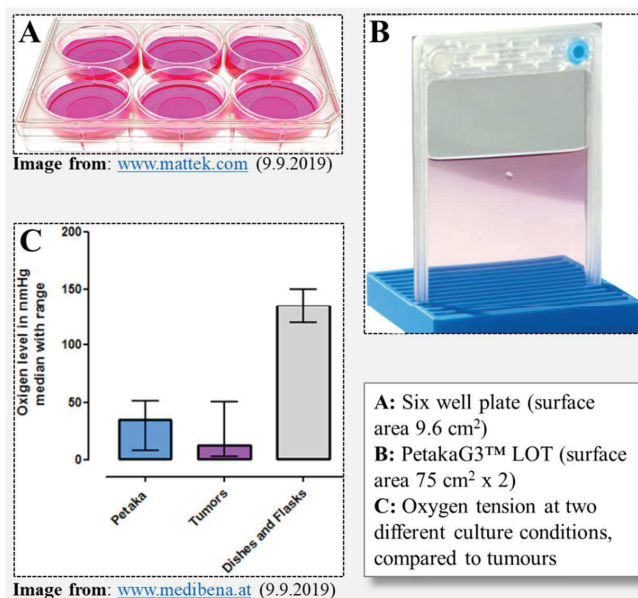 A
Image from: www.mattek.com (9.9.2019)
B
C
Oxigen level in mmHg
median with range
200
150
100
50
0
Petaka
Tumors
Dishes and Flasks
Image from: www.medibena.at (9.9.2019)
A: Six well plate (surface
area 9.6 cm²)
B: PetakaG3™ LOT (surface
area 75 cm² x 2)
C: Oxygen tension at two
different culture conditions,
compared to tumours